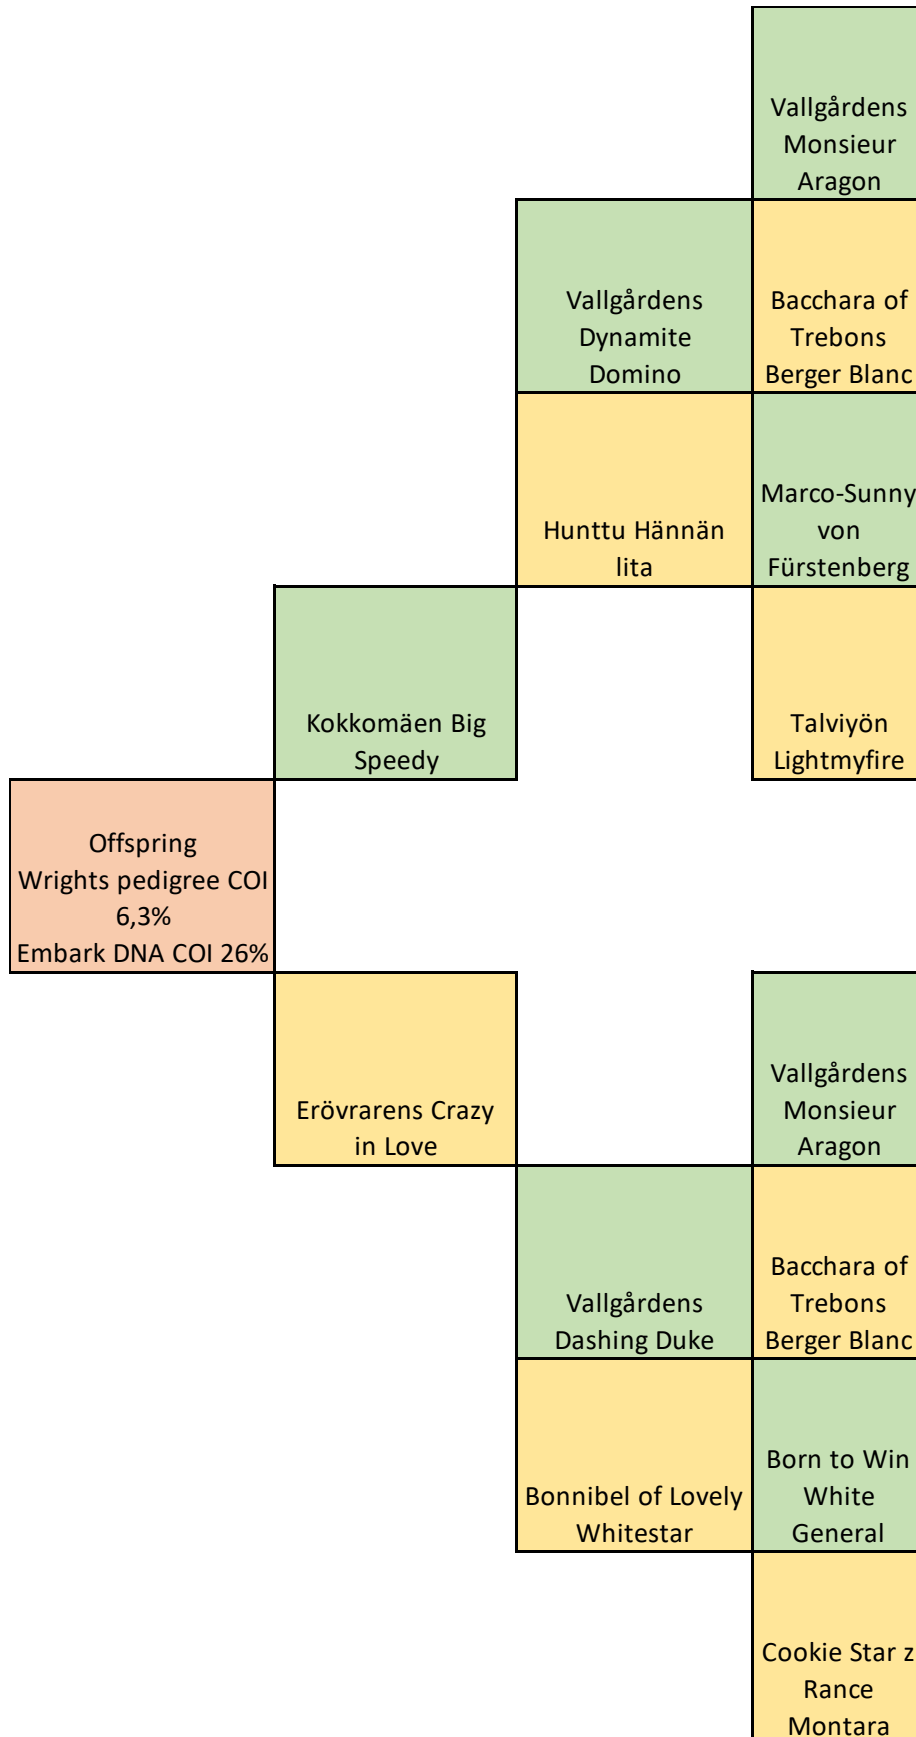 Vallgårdens
Monsieur
Aragon
Vallgårdens
Dynamite
Domino
Bacchara of
Trebons
Berger Blanc
Hunttu Hännän
lita
Marco-Sunny
von
Fürstenberg
Kokkomäen Big
Speedy
Talviyön
Lightmyfire
Offspring
Wrights pedigree COI
6,3%
Embark DNA COI 26%
Erövrarens Crazy
in Love
Vallgårdens
Monsieur
Aragon
Vallgårdens
Dashing Duke
Bacchara of
Trebons
Berger Blanc
Bonnibel of Lovely
Whitestar
Born to Win
White
General
Cookie Star z
Rance
Montara